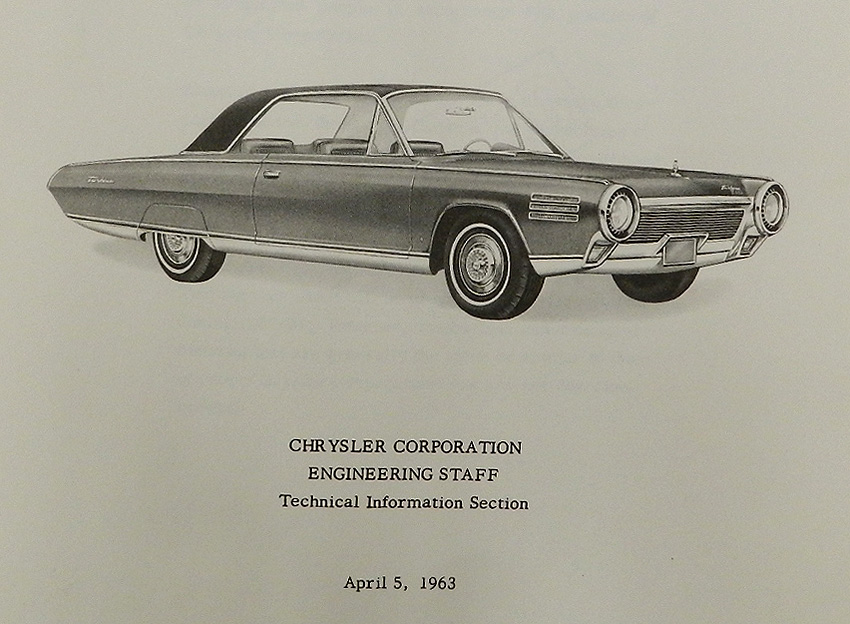 CHRYSLER CORPORATION
ENGINEERING STAFF
Technical Information Section
April 5, 1963